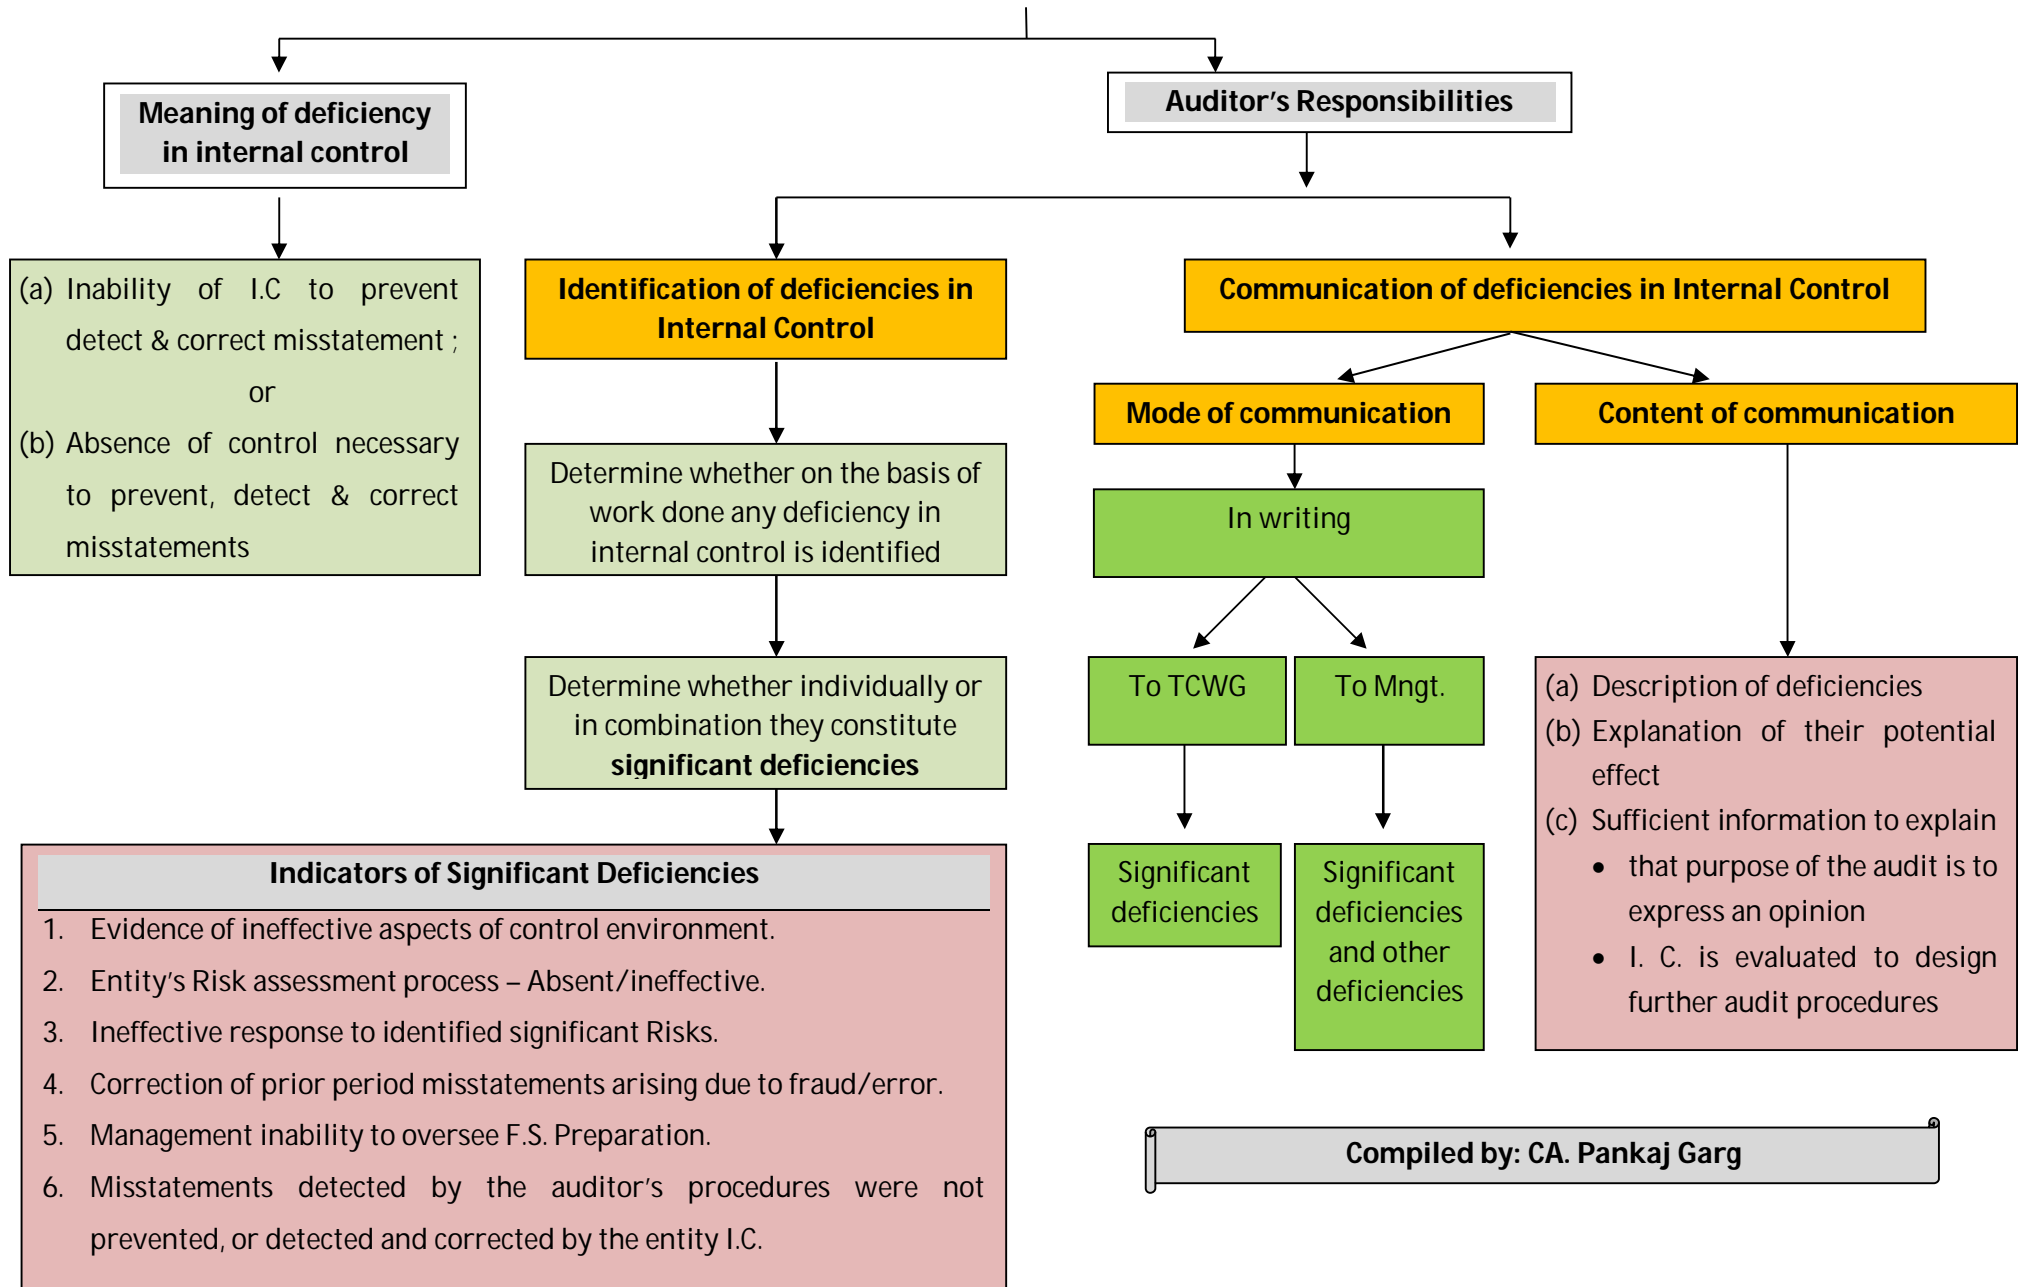 Meaning of deficiency
in internal control
Auditor's Responsibilities
(a) Inability of I.C to prevent
detect & correct misstatement ;
or
(b) Absence of control necessary
to prevent, detect & correct
misstatements
Identification of deficiencies in
Internal Control
Determine whether on the basis of
work done any deficiency in
internal control is identified
Determine whether individually or
in combination they constitute
significant deficiencies
Indicators of Significant Deficiencies
1. Evidence of ineffective aspects of control environment.
2. Entity's Risk assessment process – Absent/ineffective.
3. Ineffective response to identified significant Risks.
4. Correction of prior period misstatements arising due to fraud/error.
5. Management inability to oversee F.S. Preparation.
6. Misstatements detected by the auditor's procedures were not
prevented, or detected and corrected by the entity I.C.
Communication of deficiencies in Internal Control
Mode of communication
In writing
To TCWG
Significant
deficiencies
To Mngt.
Significant
deficiencies
and other
deficiencies
Content of communication
(a) Description of deficiencies
(b) Explanation of their potential
effect
(c) Sufficient information to explain
• that purpose of the audit is to
express an opinion
• I. C. is evaluated to design
further audit procedures
Compiled by: CA. Pankaj Garg